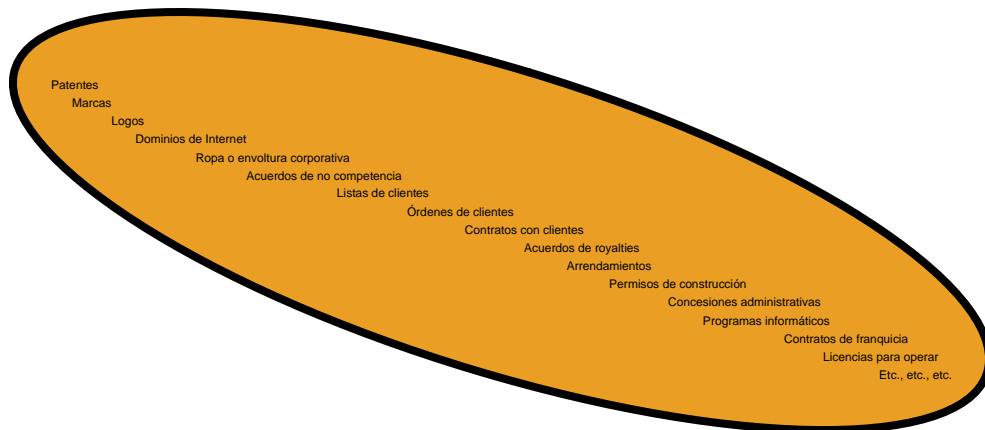 Patentes
Marcas
Logos
Dominios de Internet
Ropa o envoltura corporativa
Acuerdos de no competencia
Listas de clientes
Órdenes de clientes
Contratos con clientes
Acuerdos de royalties
Arrendamientos
Permisos de construcción
Concesiones administrativas
Programas informáticos
Contratos de franquicia
Licencias para operar
Etc., etc., etc.